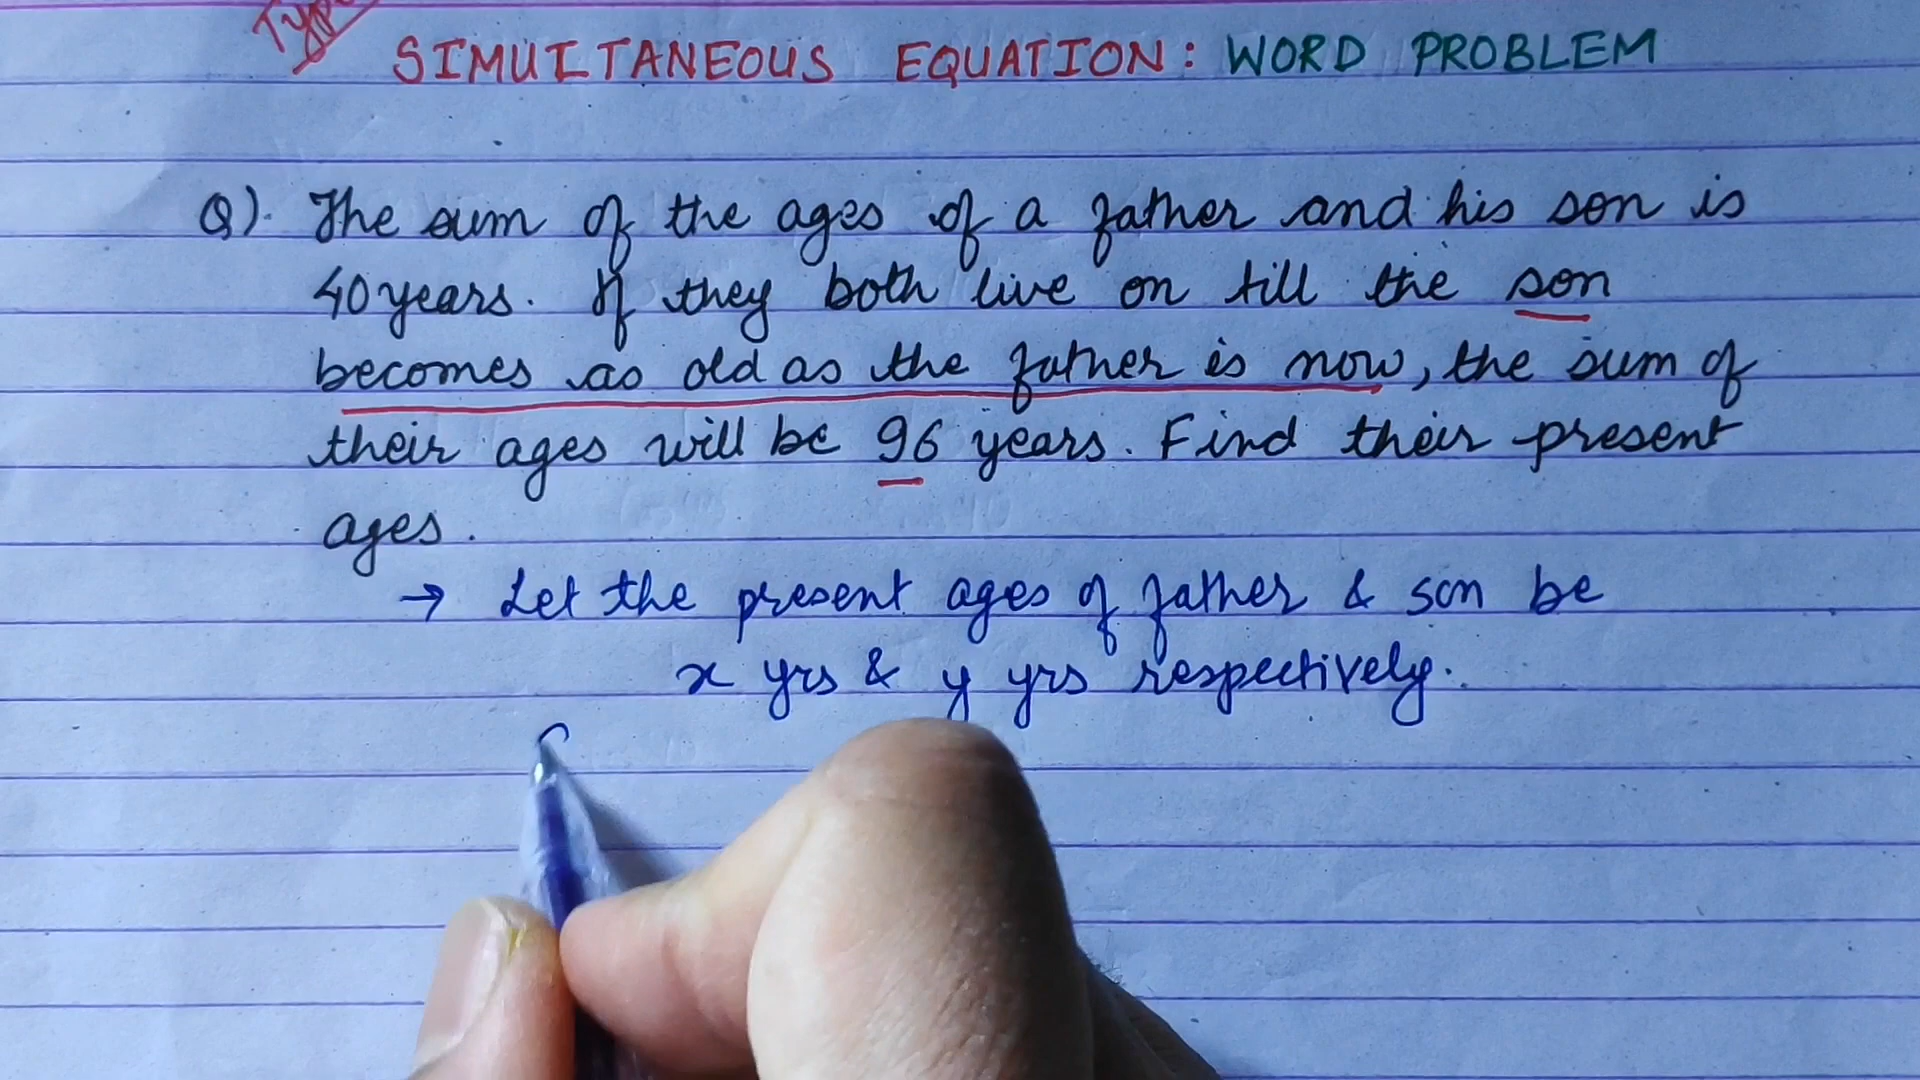 SIMULTANEOUS EQUATION: WORD PROBLEM
Q). The sum of the ages of a father and his son is
40 years. If they both live on till the son
becomes as old as the father is now, the sum of
their ages will be 96 years. Find their present
ages.
→ Let the present ages of father & son be
x yrs & y yrs respectively.